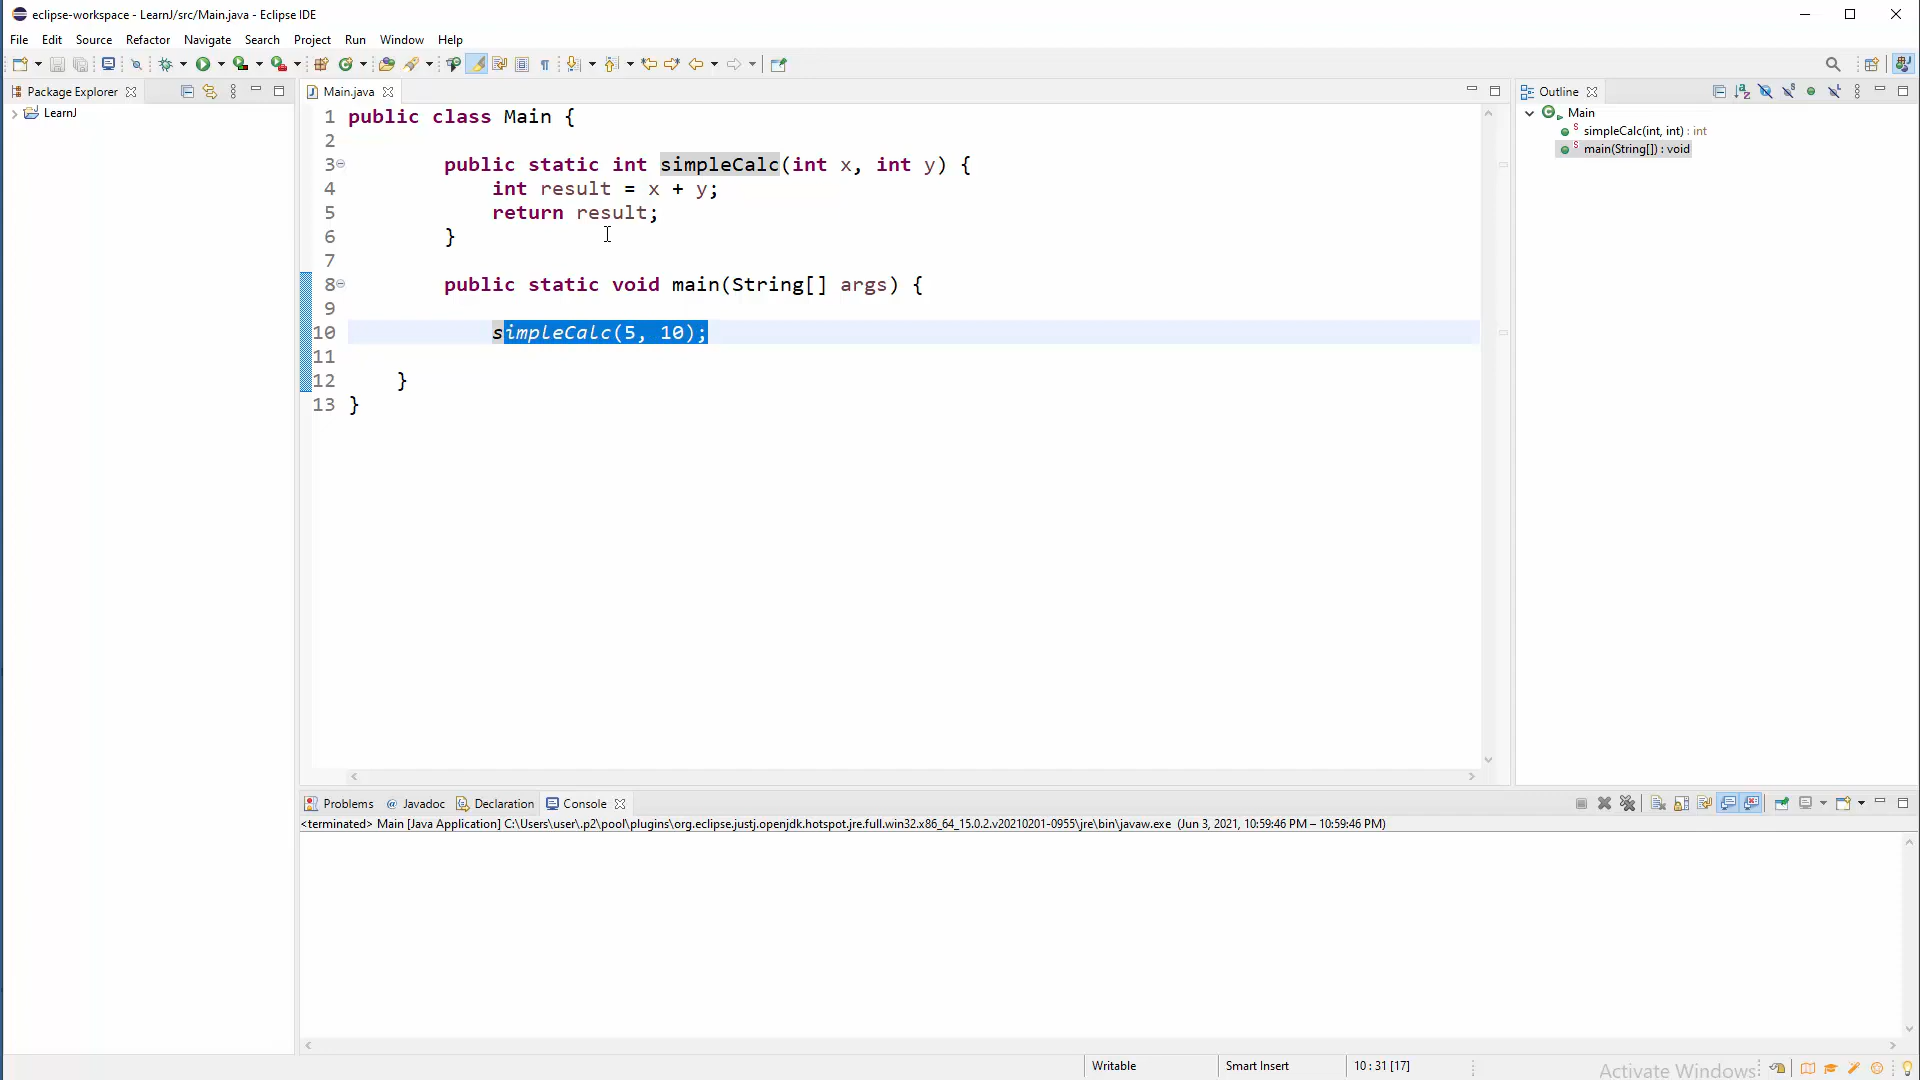 eclipse-workspace - LearnJ/src/Main.java - Eclipse IDE
File Edit Source Refactor Navigate Search Project Run Window Help
Package Explorer
LearnJ
Main.java
1 public class Main {
2
3 public static int simpleCalc(int x, int y) {
4 int result = x + y;
5 return result;
6 }
7
8 public static void main(String[] args) {
9
10 simpleCalc(5, 10);
11
12 }
13 }
Outline
Main
simpleCalc(int, int) : int
main(String[]) : void
Problems @ Javadoc Declaration Console
<terminated> Main [Java Application] C:\Users\user\.p2\pool\plugins\org.eclipse.justj.openjdk.hotspot.jre.full.win32.x86_64_15.0.2.v20210201-0955\jre\bin\javaw.exe (Jun 3, 2021, 10:59:46 PM – 10:59:46 PM)
Writable Smart Insert 10 : 31 [17]
Activate Windows